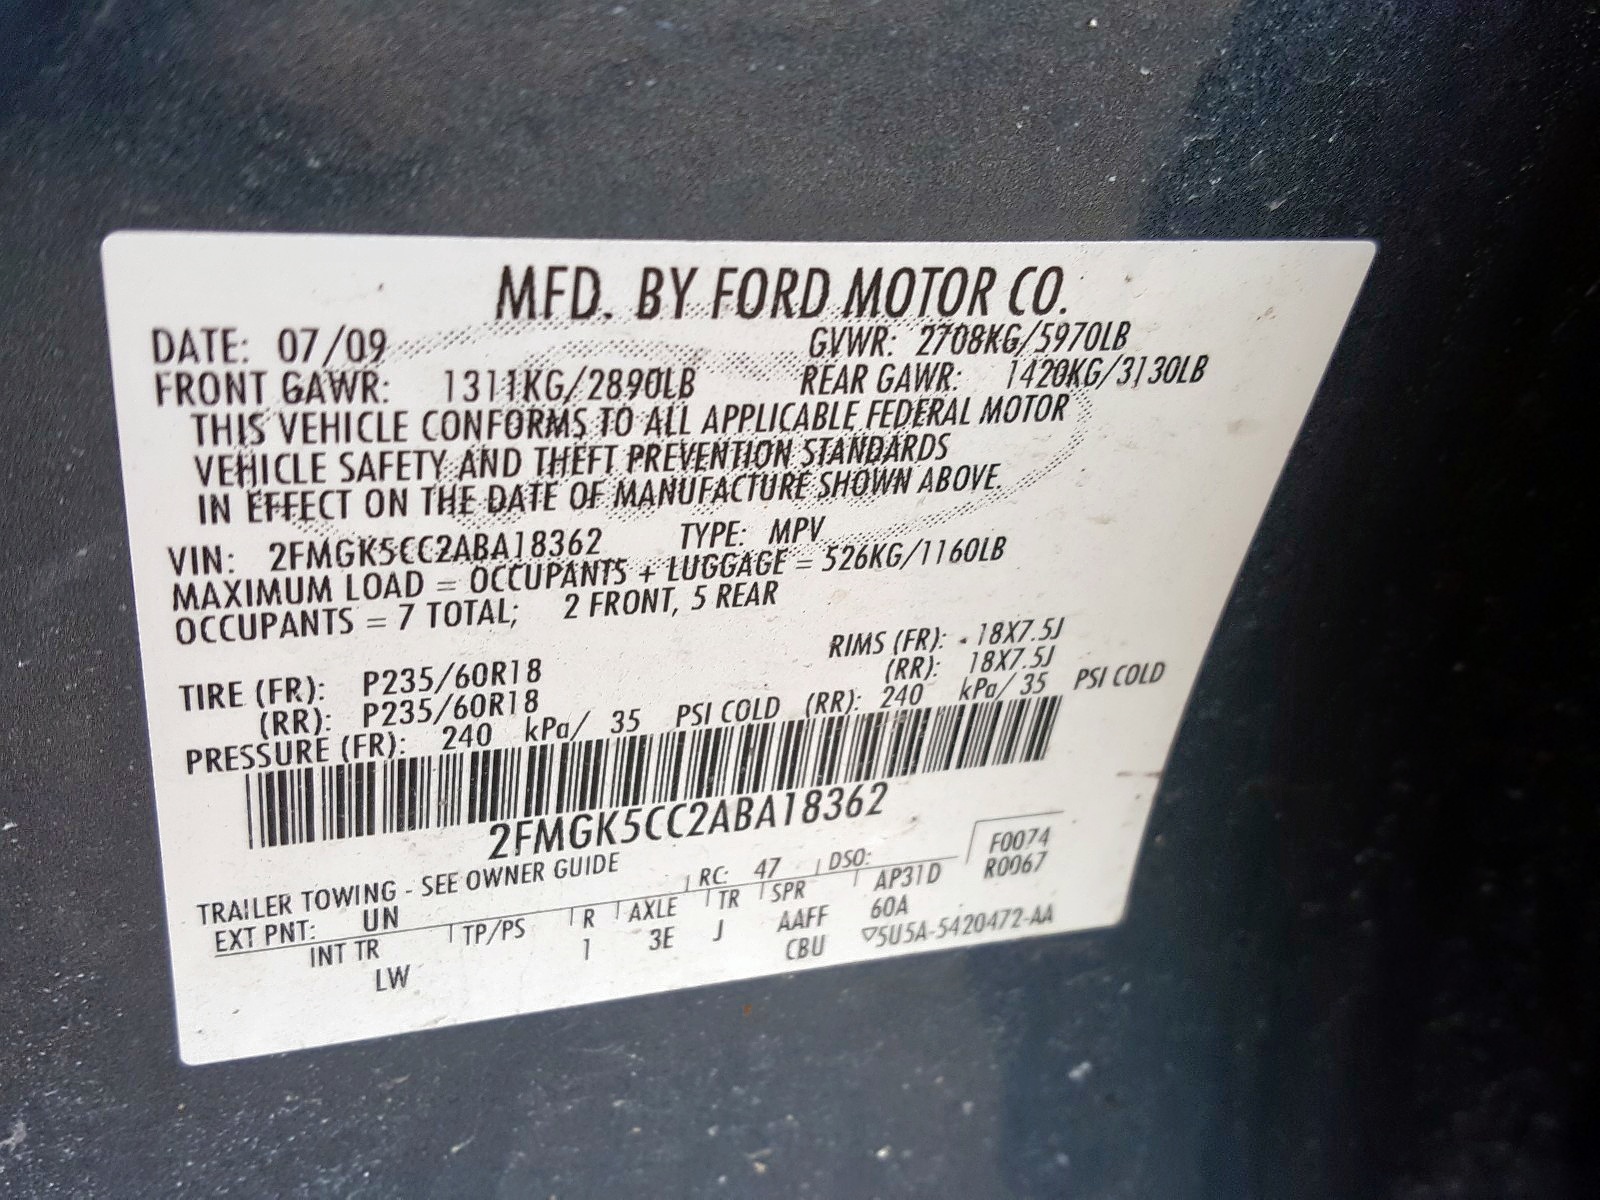 MFD. BY FORD MOTOR CO.
DATE: 07/09 GVWR: 2708KG/5970LB
FRONT GAWR: 1311KG/2890LB REAR GAWR: 1420KG/3130LB
THIS VEHICLE CONFORMS TO ALL APPLICABLE FEDERAL MOTOR
VEHICLE SAFETY AND THEFT PREVENTION STANDARDS
IN EFFECT ON THE DATE OF MANUFACTURE SHOWN ABOVE.
VIN: 2FMGK5CC2ABA18362 TYPE: MPV
MAXIMUM LOAD = OCCUPANTS + LUGGAGE = 526KG/1160LB
OCCUPANTS = 7 TOTAL; 2 FRONT, 5 REAR
TIRE (FR): P235/60R18 RIMS (FR): 18X7.5J
(RR): P235/60R18 (RR): 18X7.5J
PRESSURE (FR): 240 kPa/ 35 PSI COLD (RR): 240 kPa/ 35 PSI COLD
2FMGK5CC2ABA18362
TRAILER TOWING - SEE OWNER GUIDE F0074
EXT PNT: UN RC: 47 DSO: R0067
INT TR TP/PS R AXLE TR SPR AP31D
LW 1 3E J AAFF 60A
CBU ▽5U5A-5420472-AA